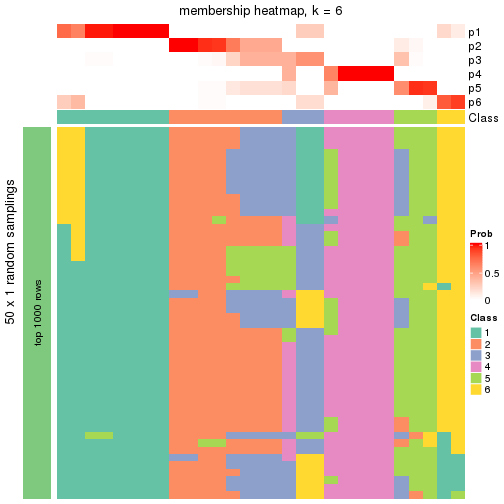 membership heatmap, k = 6
p1
p2
p3
p4
p5
p6
Class
50 x 1 random samplings
top 1000 rows
Prob
1
0.5
0
Class
1
2
3
4
5
6